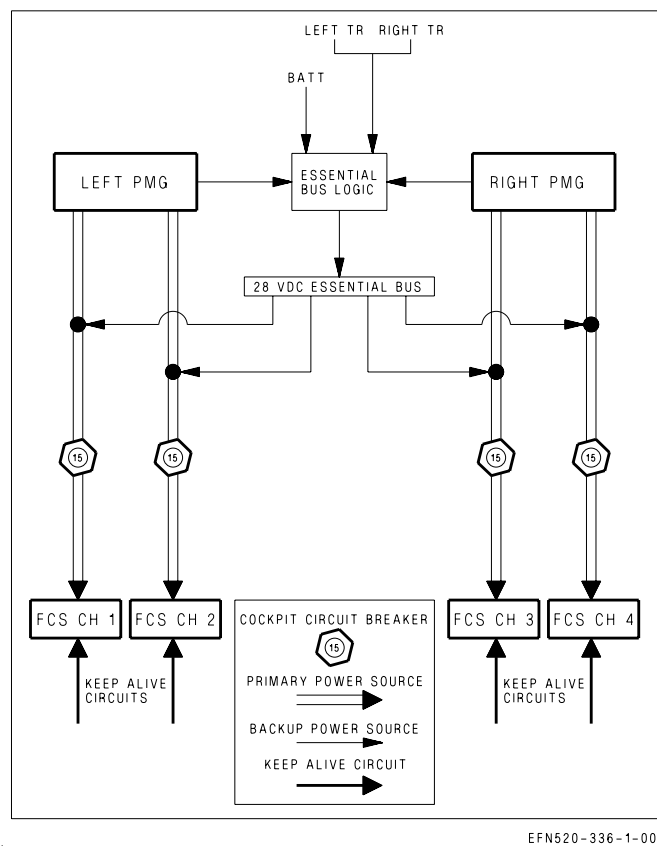 LEFT TR RIGHT TR
BATT
LEFT PMG
ESSENTIAL
BUS LOGIC
RIGHT PMG
28 VDC ESSENTIAL BUS
15
15
15
15
FCS CH 1
FCS CH 2
FCS CH 3
FCS CH 4
KEEP ALIVE
CIRCUITS
KEEP ALIVE
CIRCUITS
COCKPIT CIRCUIT BREAKER
15
PRIMARY POWER SOURCE
BACKUP POWER SOURCE
KEEP ALIVE CIRCUIT
EFN520-336-1-00